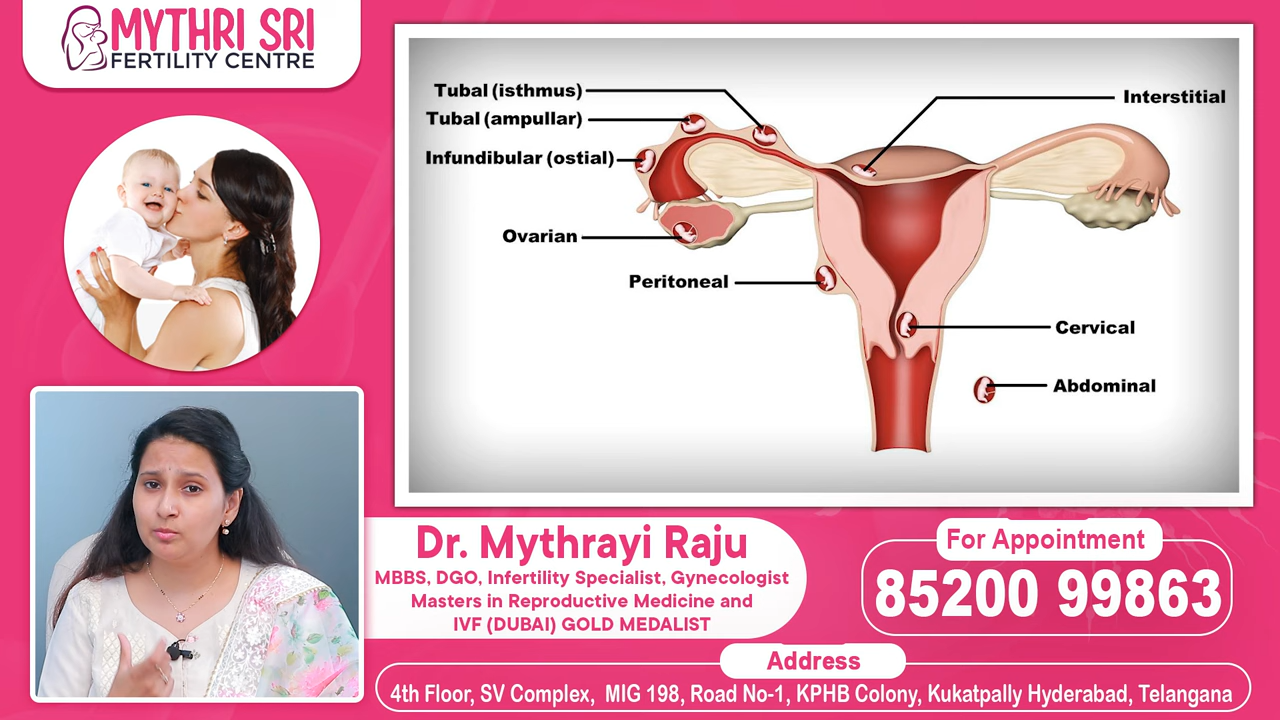 MYTHRI SRI
FERTILITY CENTRE
Tubal (isthmus)
Tubal (ampullar)
Infundibular (ostial)
Ovarian
Peritoneal
Interstitial
Cervical
Abdominal
Dr. Mythrayi Raju
MBBS, DGO, Infertility Specialist, Gynecologist
Masters in Reproductive Medicine and
IVF (DUBAI) GOLD MEDALIST
For Appointment
85200 99863
Address
4th Floor, SV Complex, MIG 198, Road No-1, KPHB Colony, Kukatpally Hyderabad, Telangana